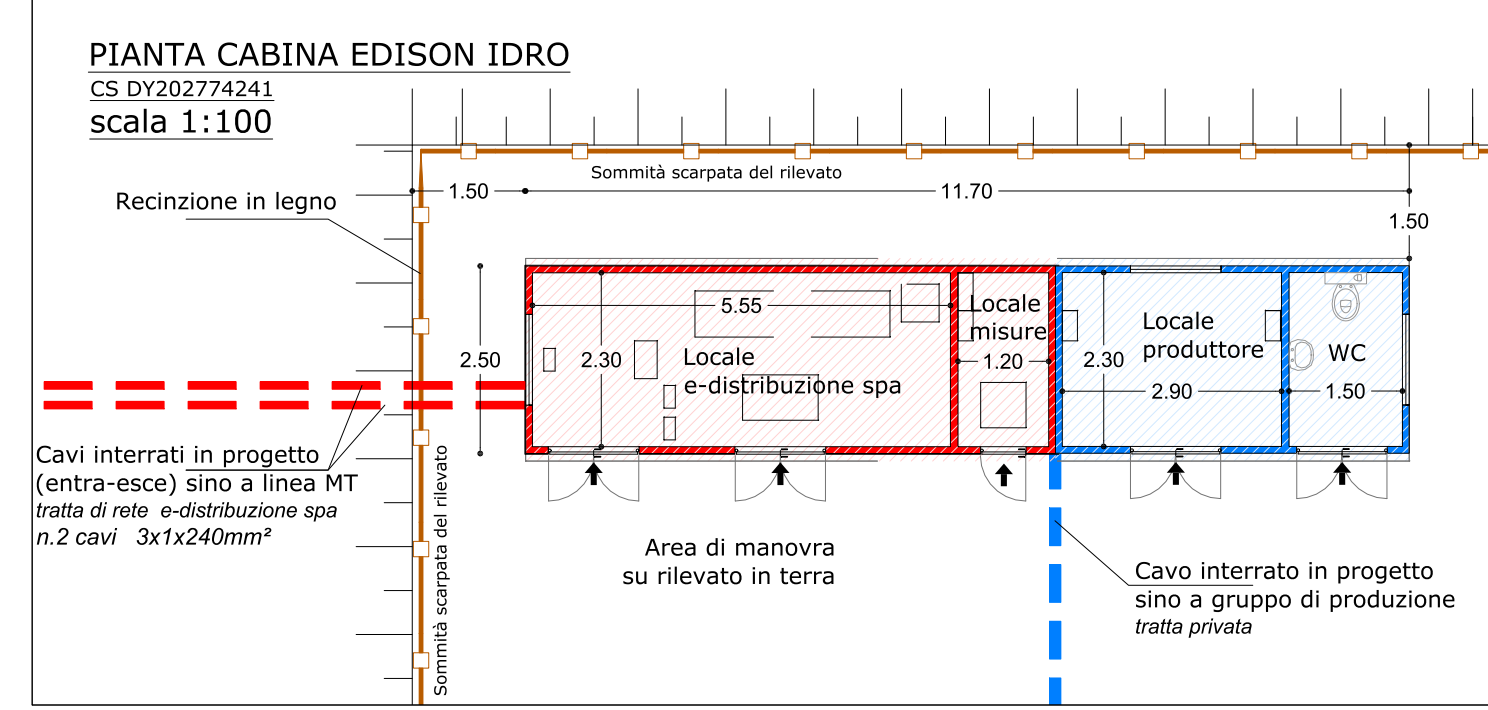 PIANTA CABINA EDISON IDRO
CS DY202774241
scala 1:100
Sommità scarpata del rilevato
Recinzione in legno
1.50
11.70
1.50
5.55
Locale
misure
Locale
produttore
2.50
2.30
Locale
e-distribuzione spa
1.20
2.30
2.90
WC
1.50
Cavi interrati in progetto
(entra-esce) sino a linea MT
tratta di rete e-distribuzione spa
n.2 cavi 3x1x240mm²
Sommità scarpata del rilevato
Area di manovra
su rilevato in terra
Cavo interrato in progetto
sino a gruppo di produzione
tratta privata